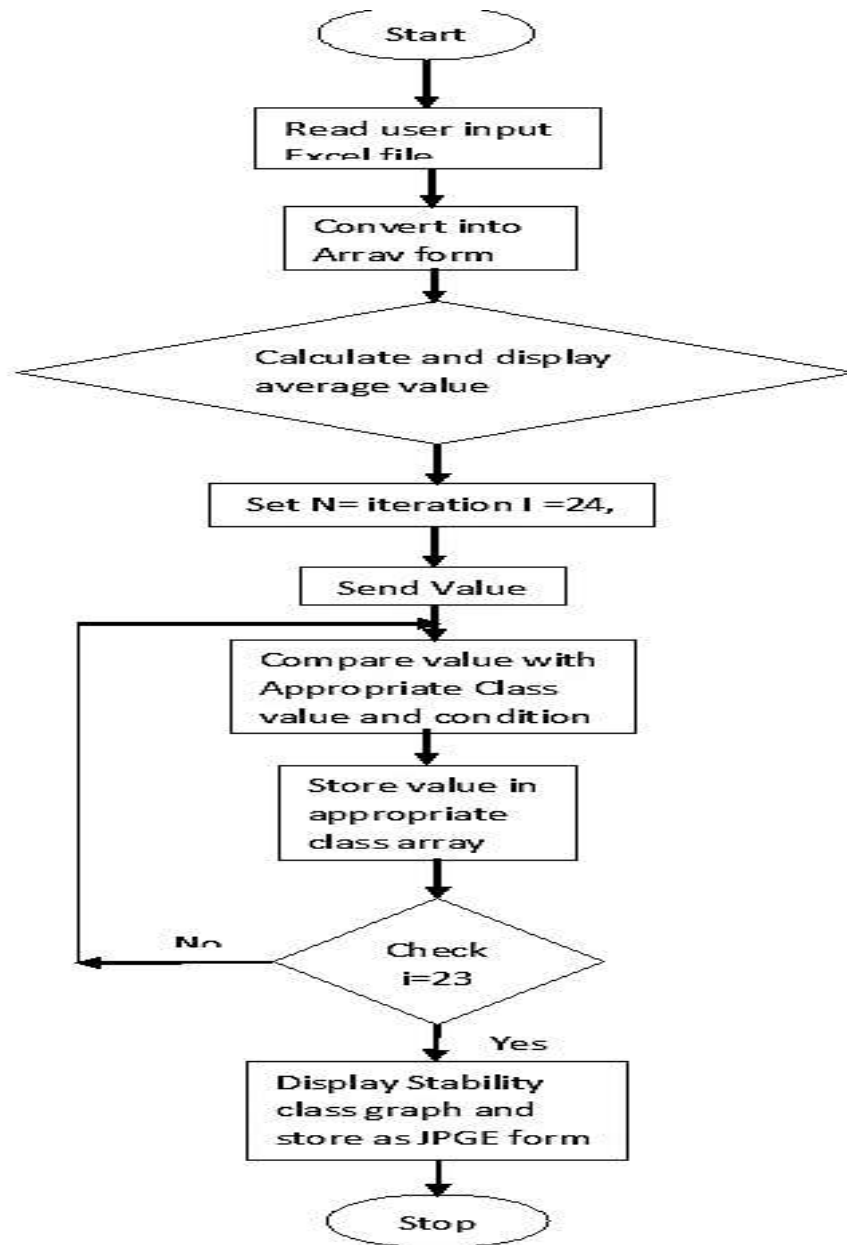 Start
Read user input
Excel file
Convert into
Array form
Calculate and display
average value
Set N= iteration I =24,
Send Value
Compare value with
Appropriate Class
value and condition
Store value in
appropriate
class array
No
Check
i=23
Yes
Display Stability
class graph and
store as JPGE form
Stop